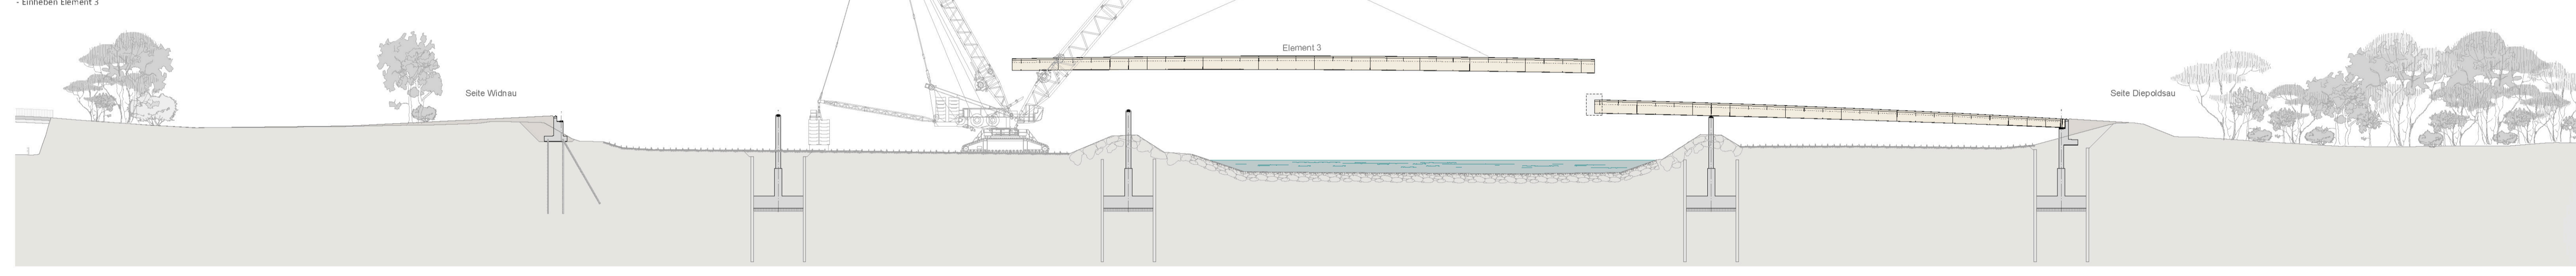 - Einheben Element 3
Element 3
Seite Widnau
Seite Diepoldsau